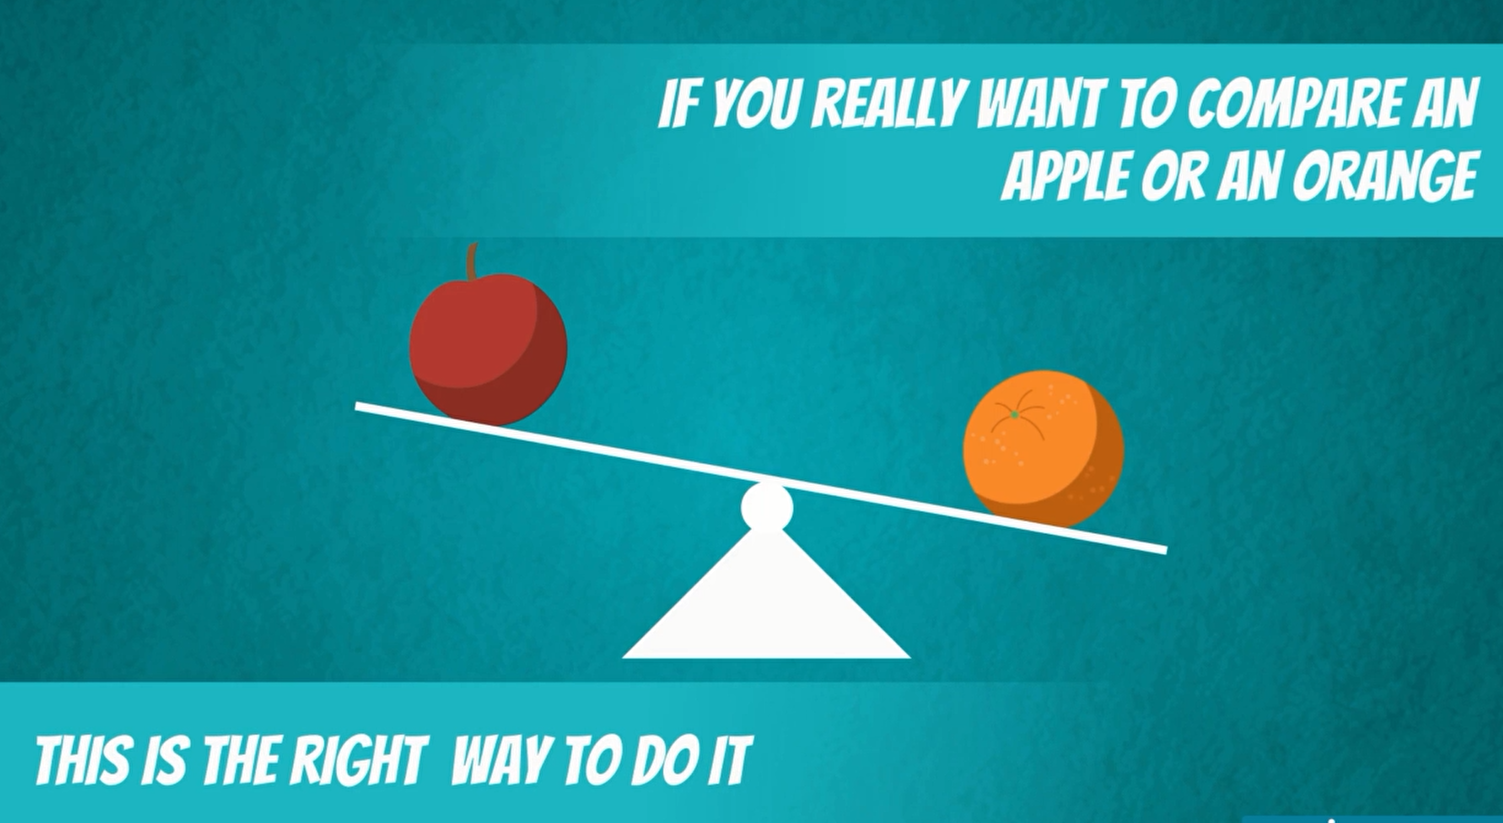 IF YOU REALLY WANT TO COMPARE AN
APPLE OR AN ORANGE
THIS IS THE RIGHT  WAY TO DO IT